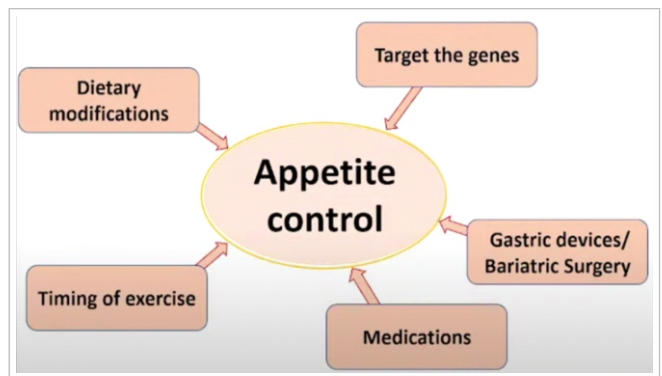 Target the genes
Dietary
modifications
Appetite
control
Gastric devices/
Bariatric Surgery
Timing of exercise
Medications